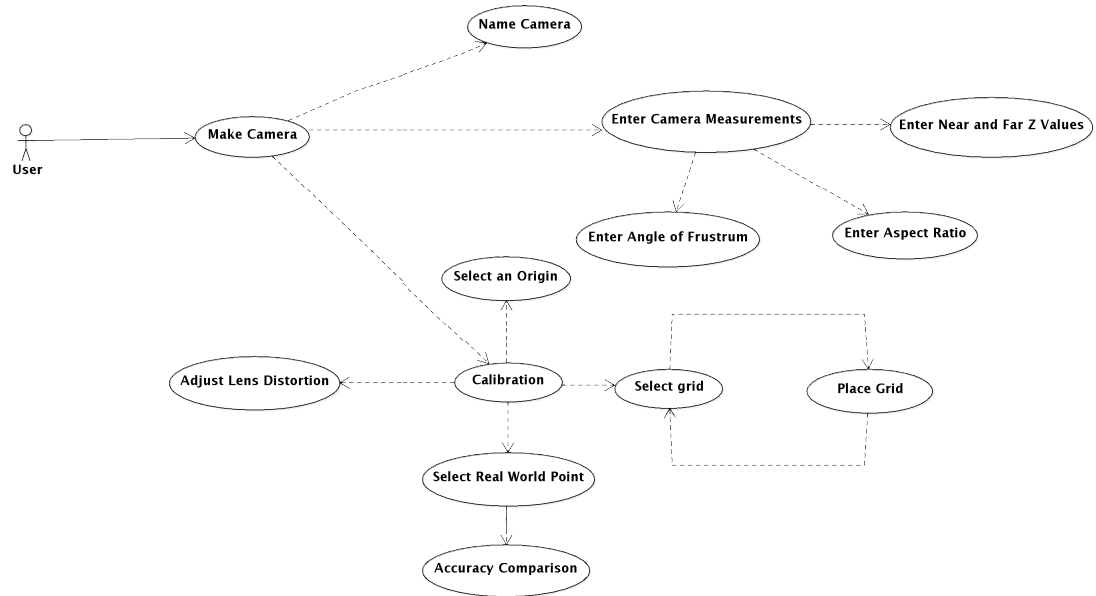 Name Camera
Make Camera
Enter Camera Measurements
Enter Near and Far Z Values
User
Enter Angle of Frustrum
Enter Aspect Ratio
Select an Origin
Adjust Lens Distortion
Calibration
Select grid
Place Grid
Select Real World Point
Accuracy Comparison